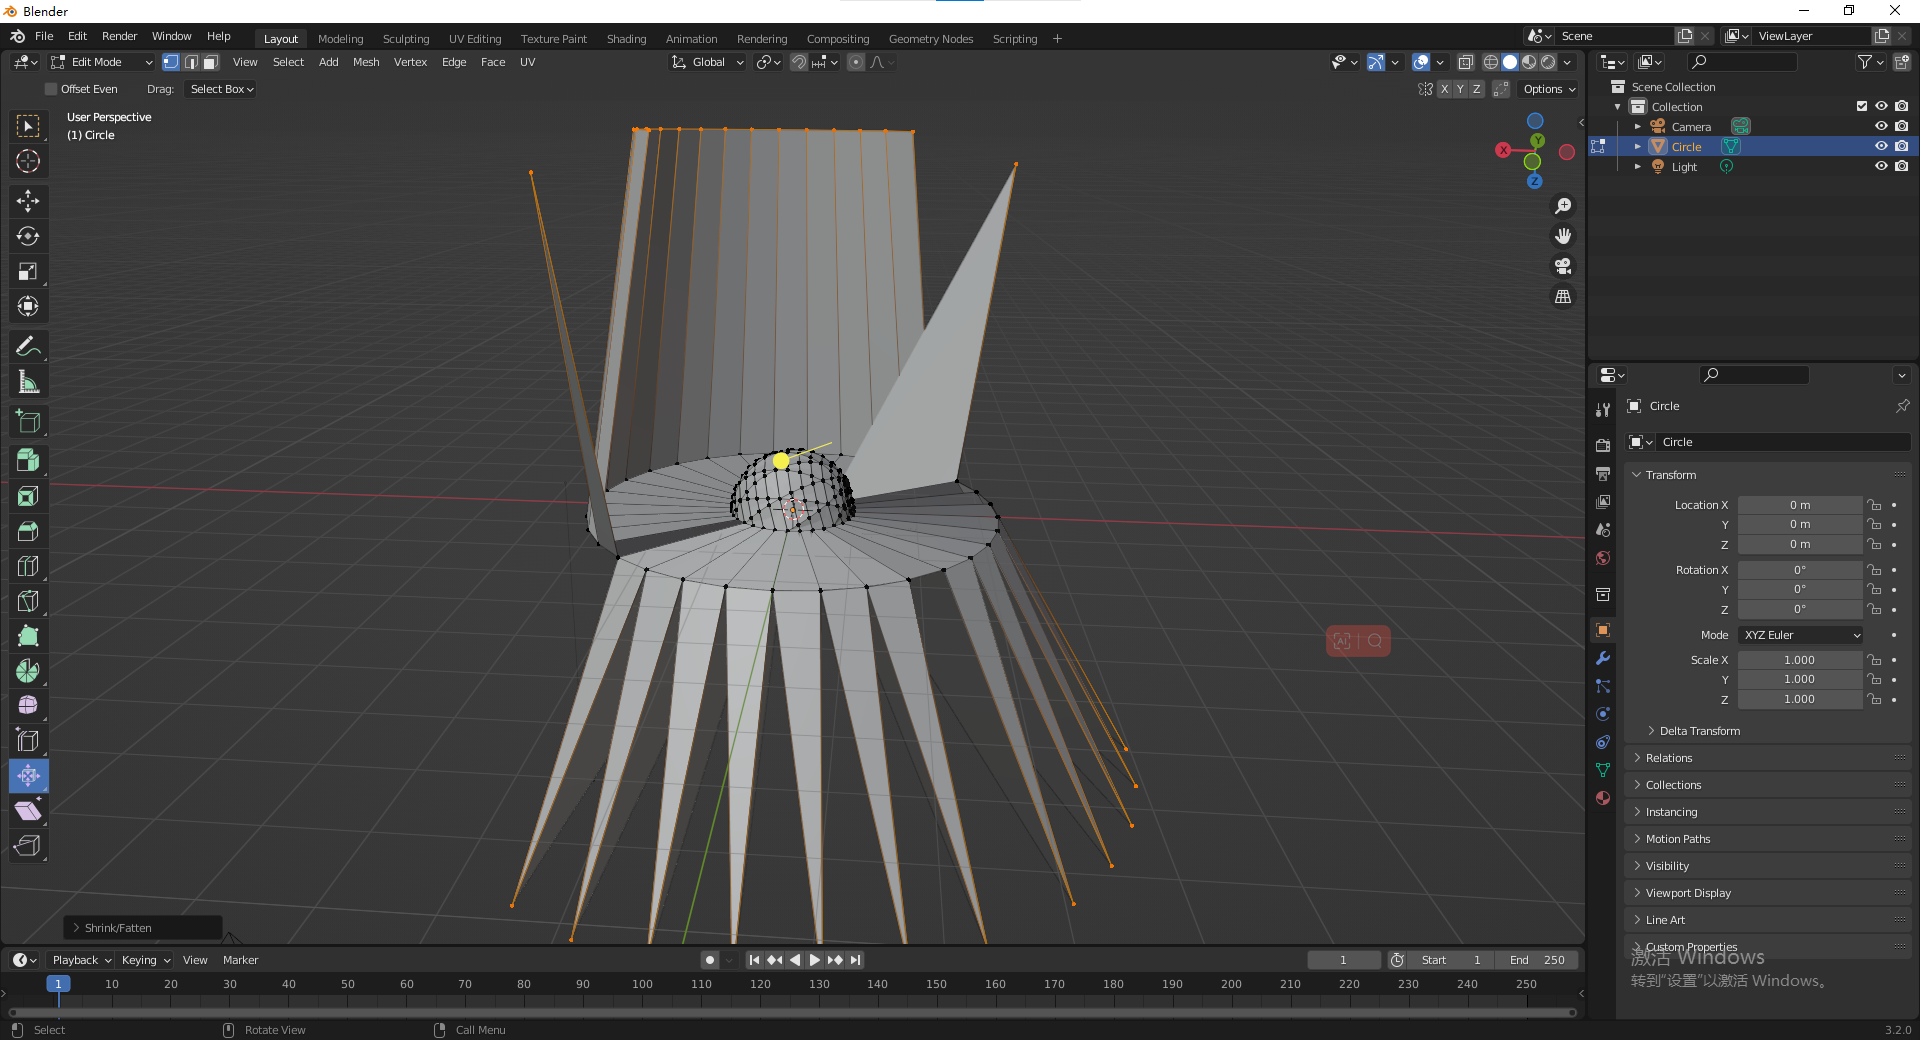 Blender
File Edit Render Window Help
Layout Modeling Sculpting UV Editing Texture Paint Shading Animation Rendering Compositing Geometry Nodes Scripting +
Scene
ViewLayer
Edit Mode
View Select Add Mesh Vertex Edge Face UV
Global
Offset Even
Drag: Select Box
X Y Z
Options
User Perspective
(1) Circle
X
Y
Z
AI
Shrink/Fatten
Scene Collection
Collection
Camera
Circle
Light
Circle
Circle
Transform
Location X 0 m
Y 0 m
Z 0 m
Rotation X 0°
Y 0°
Z 0°
Mode XYZ Euler
Scale X 1.000
Y 1.000
Z 1.000
Delta Transform
Relations
Collections
Instancing
Motion Paths
Visibility
Viewport Display
Line Art
Custom Properties
激活 Windows
转到“设置”以激活 Windows。
Playback Keying View Marker
1
Start 1
End 250
1 10 20 30 40 50 60 70 80 90 100 110 120 130 140 150 160 170 180 190 200 210 220 230 240 250
Select
Rotate View
Call Menu
3.2.0